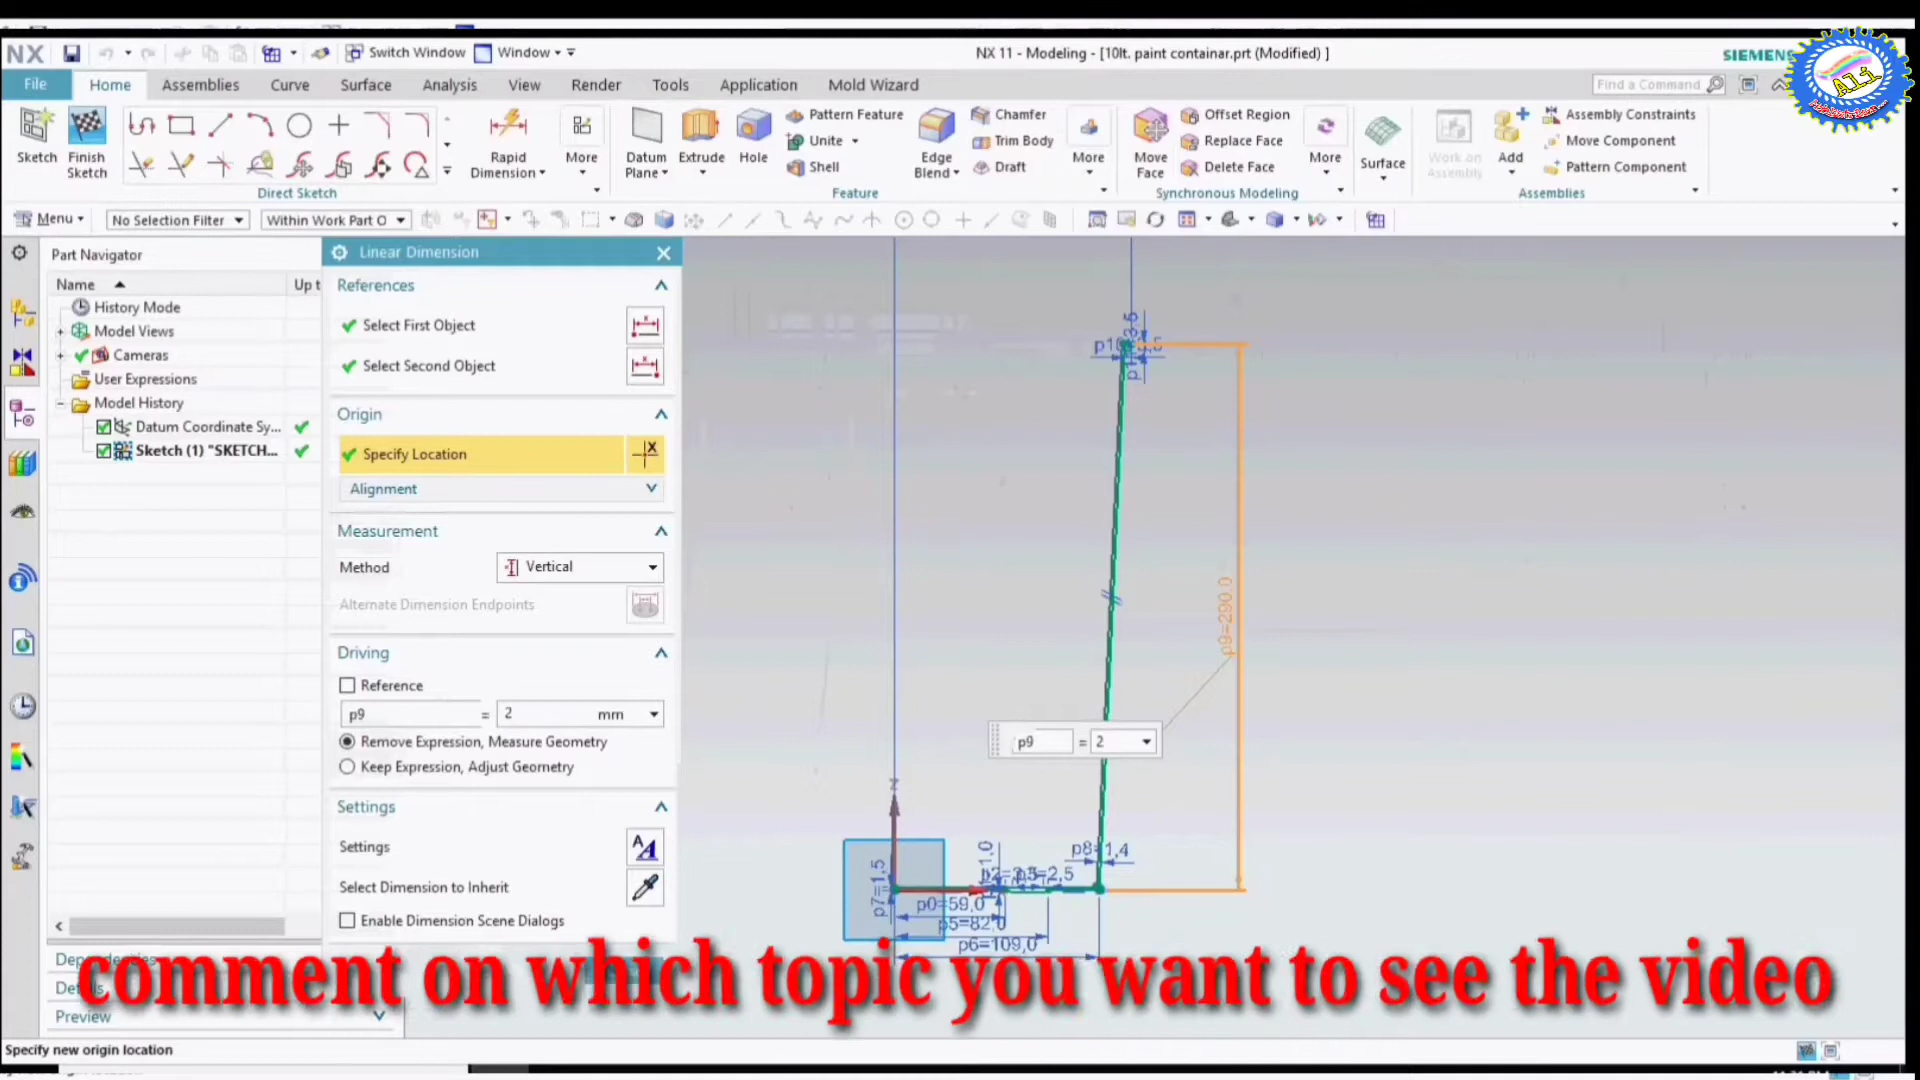 NX
Switch Window
Window
NX 11 - Modeling - [10lt. paint containar.prt (Modified) ]
SIEMENS
Ali
File
Home
Assemblies
Curve
Surface
Analysis
View
Render
Tools
Application
Mold Wizard
Find a Command
Sketch
Finish Sketch
Rapid Dimension
More
Direct Sketch
Datum Plane
Extrude
Hole
Pattern Feature
Unite
Shell
Edge Blend
Chamfer
Trim Body
Draft
More
Feature
Move Face
Offset Region
Replace Face
Delete Face
More
Synchronous Modeling
Surface
Work on Assembly
Add
Assembly Constraints
Move Component
Pattern Component
Assemblies
Menu
No Selection Filter
Within Work Part O
Part Navigator
Name
Up t
History Mode
Model Views
Cameras
User Expressions
Model History
Datum Coordinate Sy...
Sketch (1) "SKETCH...
Linear Dimension
References
Select First Object
Select Second Object
Origin
Specify Location
Alignment
Measurement
Method
Vertical
Alternate Dimension Endpoints
Driving
Reference
p9 = 2 mm
Remove Expression, Measure Geometry
Keep Expression, Adjust Geometry
Settings
Settings
Select Dimension to Inherit
Enable Dimension Scene Dialogs
p9=290.0
p9 = 2
Z
p8=1,4
p7=1,5
p0=59,0
p5=82,0
p6=109,0
Preview
comment on which topic you want to see the video
Specify new origin location